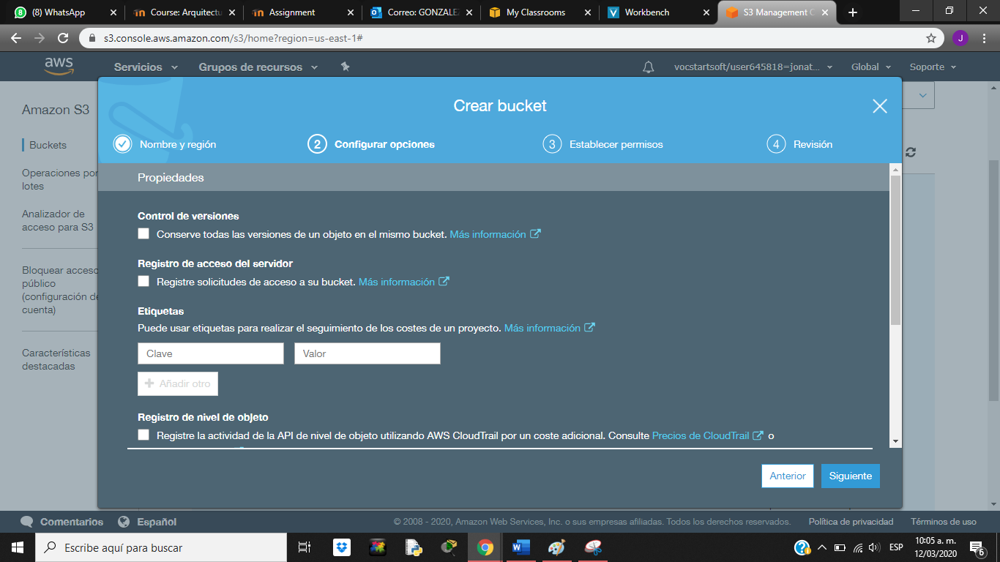 (8) WhatsApp
Course: Arquitectu
Assignment
Correo: GONZALEZ
My Classrooms
Workbench
S3 Management C
s3.console.aws.amazon.com/s3/home?region=us-east-1#
J
aws
Servicios
Grupos de recursos
vocstartsoft/user645818=jonat...
Global
Soporte
Amazon S3
Buckets
Operaciones por
lotes
Analizador de
acceso para S3
Bloquear acceso
público
(configuración de
cuenta)
Características
destacadas
Crear bucket
Nombre y región
2 Configurar opciones
3 Establecer permisos
4 Revisión
Propiedades
Control de versiones
Conserve todas las versiones de un objeto en el mismo bucket. Más información
Registro de acceso del servidor
Registre solicitudes de acceso a su bucket. Más información
Etiquetas
Puede usar etiquetas para realizar el seguimiento de los costes de un proyecto. Más información
Clave
Valor
Añadir otro
Registro de nivel de objeto
Registre la actividad de la API de nivel de objeto utilizando AWS CloudTrail por un coste adicional. Consulte Precios de CloudTrail o
Anterior
Siguiente
Comentarios
Español
© 2008 - 2020, Amazon Web Services, Inc. o sus empresas afiliadas. Todos los derechos reservados.
Política de privacidad
Términos de uso
Escribe aquí para buscar
ESP
10:05 a. m.
12/03/2020
6